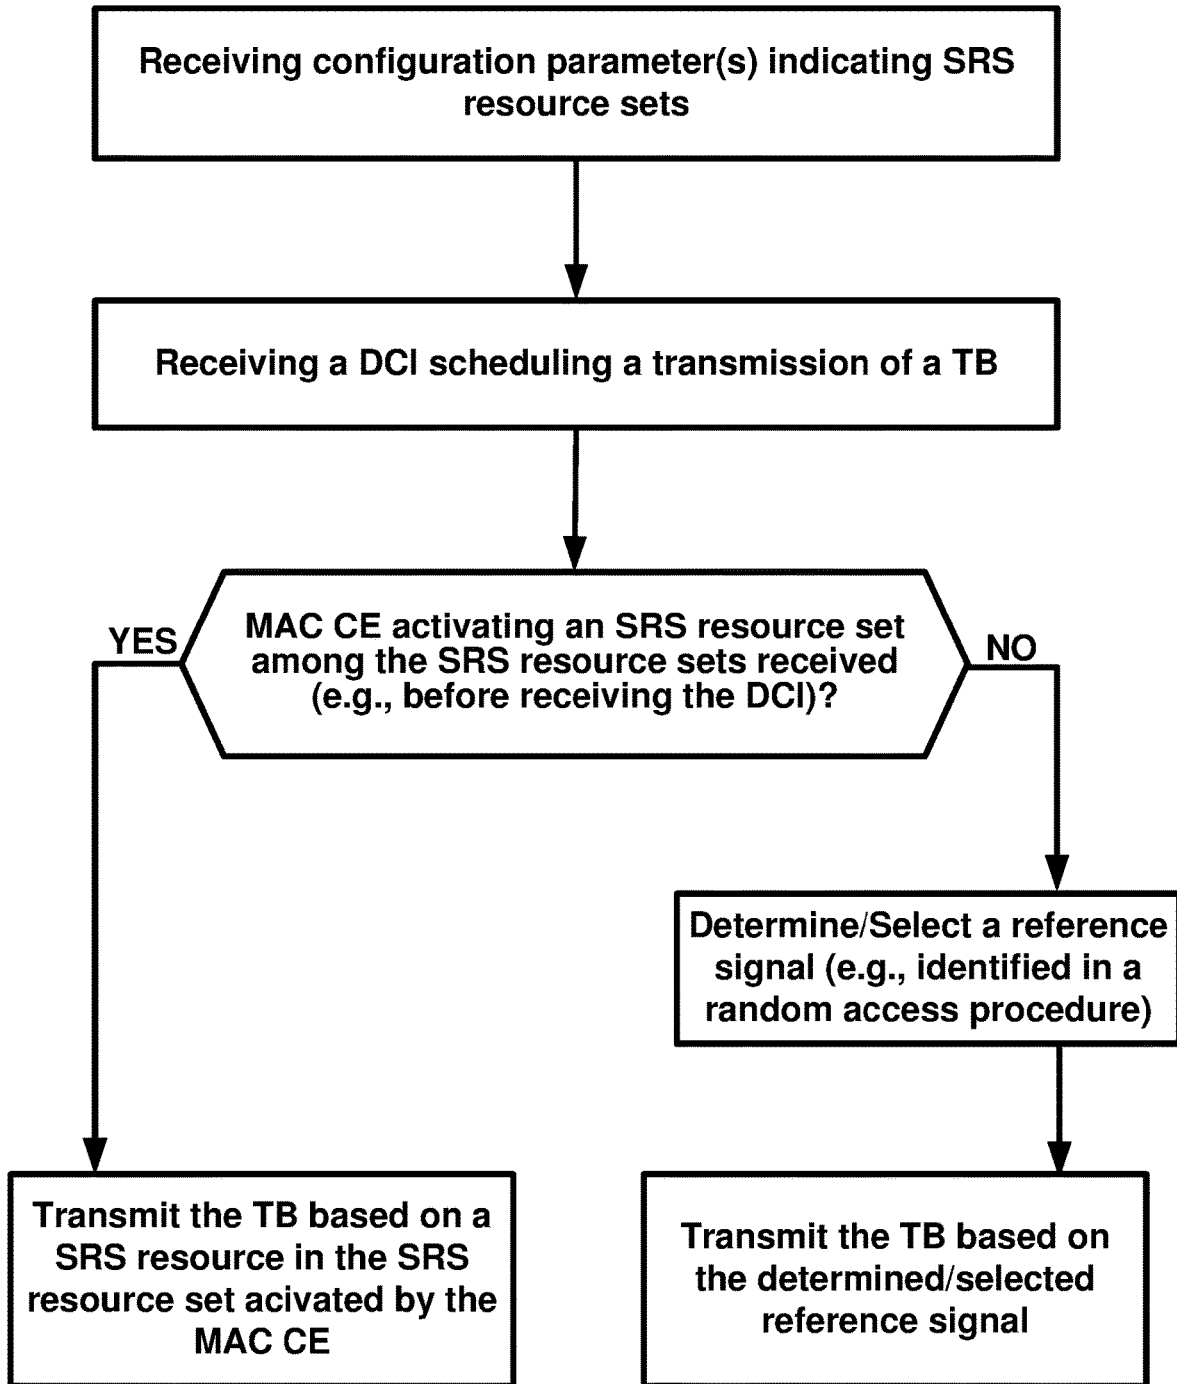 Receiving configuration parameter(s) indicating SRS
resource sets
Receiving a DCI scheduling a transmission of a TB
MAC CE activating an SRS resource set
among the SRS resource sets received
(e.g., before receiving the DCI)?
YES
NO
Determine/Select a reference
signal (e.g., identified in a
random access procedure)
Transmit the TB based on a
SRS resource in the SRS
resource set acivated by the
MAC CE
Transmit the TB based on
the determined/selected
reference signal